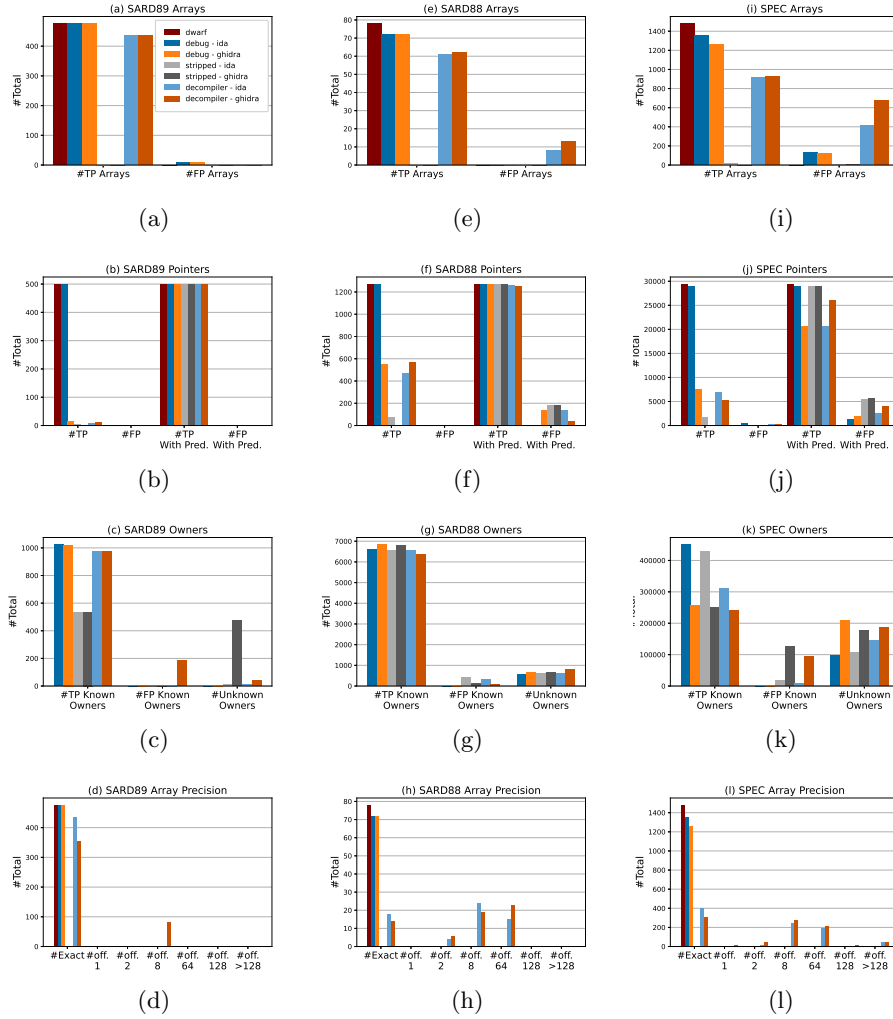 (a) SARD89 Arrays
#Total
400
300
200
100
0
dwarf
debug - ida
debug - ghidra
stripped - ida
stripped - ghidra
decompiler - ida
decompiler - ghidra
#TP Arrays #FP Arrays
(a)
(e) SARD88 Arrays
#Total
80
70
60
50
40
30
20
10
0
#TP Arrays #FP Arrays
(e)
(i) SPEC Arrays
#Total
1400
1200
1000
800
600
400
200
0
#TP Arrays #FP Arrays
(i)
(b) SARD89 Pointers
#Total
500
400
300
200
100
0
#TP #FP #TP #FP
With Pred. With Pred.
(b)
(f) SARD88 Pointers
#Total
1200
1000
800
600
400
200
0
#TP #FP #TP #FP
With Pred. With Pred.
(f)
(j) SPEC Pointers
#Total
30000
25000
20000
15000
10000
5000
0
#TP #FP #TP #FP
With Pred. With Pred.
(j)
(c) SARD89 Owners
#Total
1000
800
600
400
200
0
#TP Known #FP Known #Unknown
Owners Owners Owners
(c)
(g) SARD88 Owners
#Total
7000
6000
5000
4000
3000
2000
1000
0
#TP Known #FP Known #Unknown
Owners Owners Owners
(g)
(k) SPEC Owners
#Total
400000
300000
200000
100000
0
#TP Known #FP Known #Unknown
Owners Owners Owners
(k)
(d) SARD89 Array Precision
#Total
400
300
200
100
0
#Exact #off. #off. #off. #off. #off. #off.
1 2 8 64 128 >128
(d)
(h) SARD88 Array Precision
#Total
80
70
60
50
40
30
20
10
0
#Exact #off. #off. #off. #off. #off. #off.
1 2 8 64 128 >128
(h)
(l) SPEC Array Precision
#Total
1400
1200
1000
800
600
400
200
0
#Exact #off. #off. #off. #off. #off. #off.
1 2 8 64 128 >128
(l)